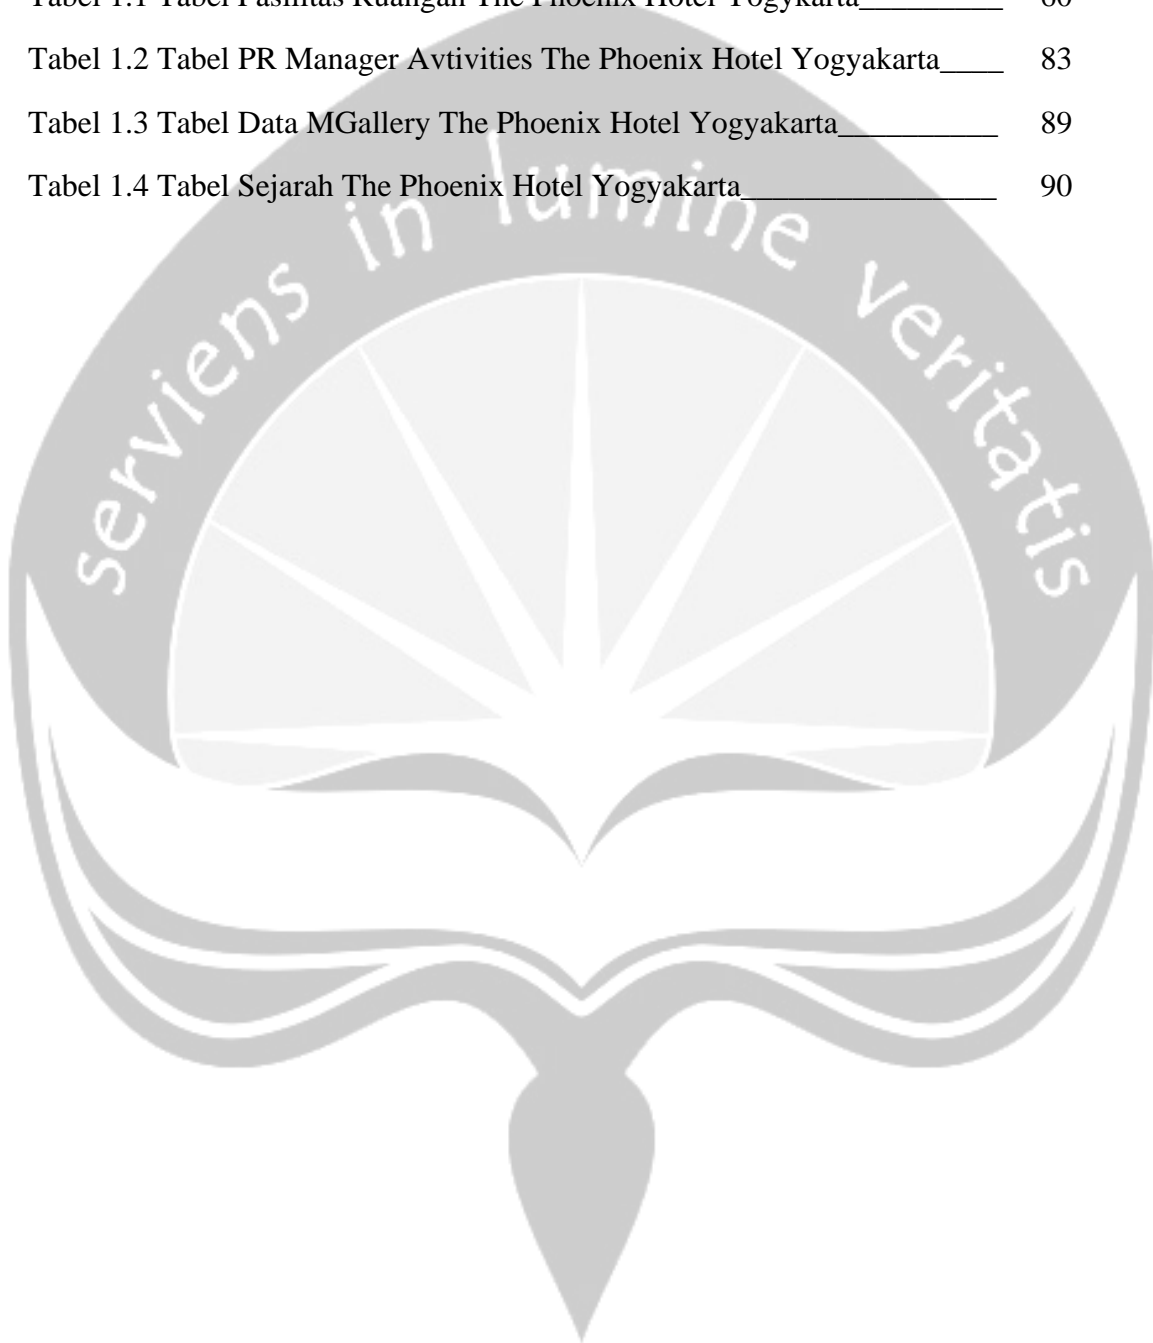 Tabel 1.1 Tabel Fasilitas Ruangan The Phoenix Hotel Yogykarta_________ 80
Tabel 1.2 Tabel PR Manager Avtivities The Phoenix Hotel Yogyakarta____ 83
Tabel 1.3 Tabel Data MGallery The Phoenix Hotel Yogyakarta__________ 89
Tabel 1.4 Tabel Sejarah The Phoenix Hotel Yogyakarta________________ 90
serviens in lumine veritatis